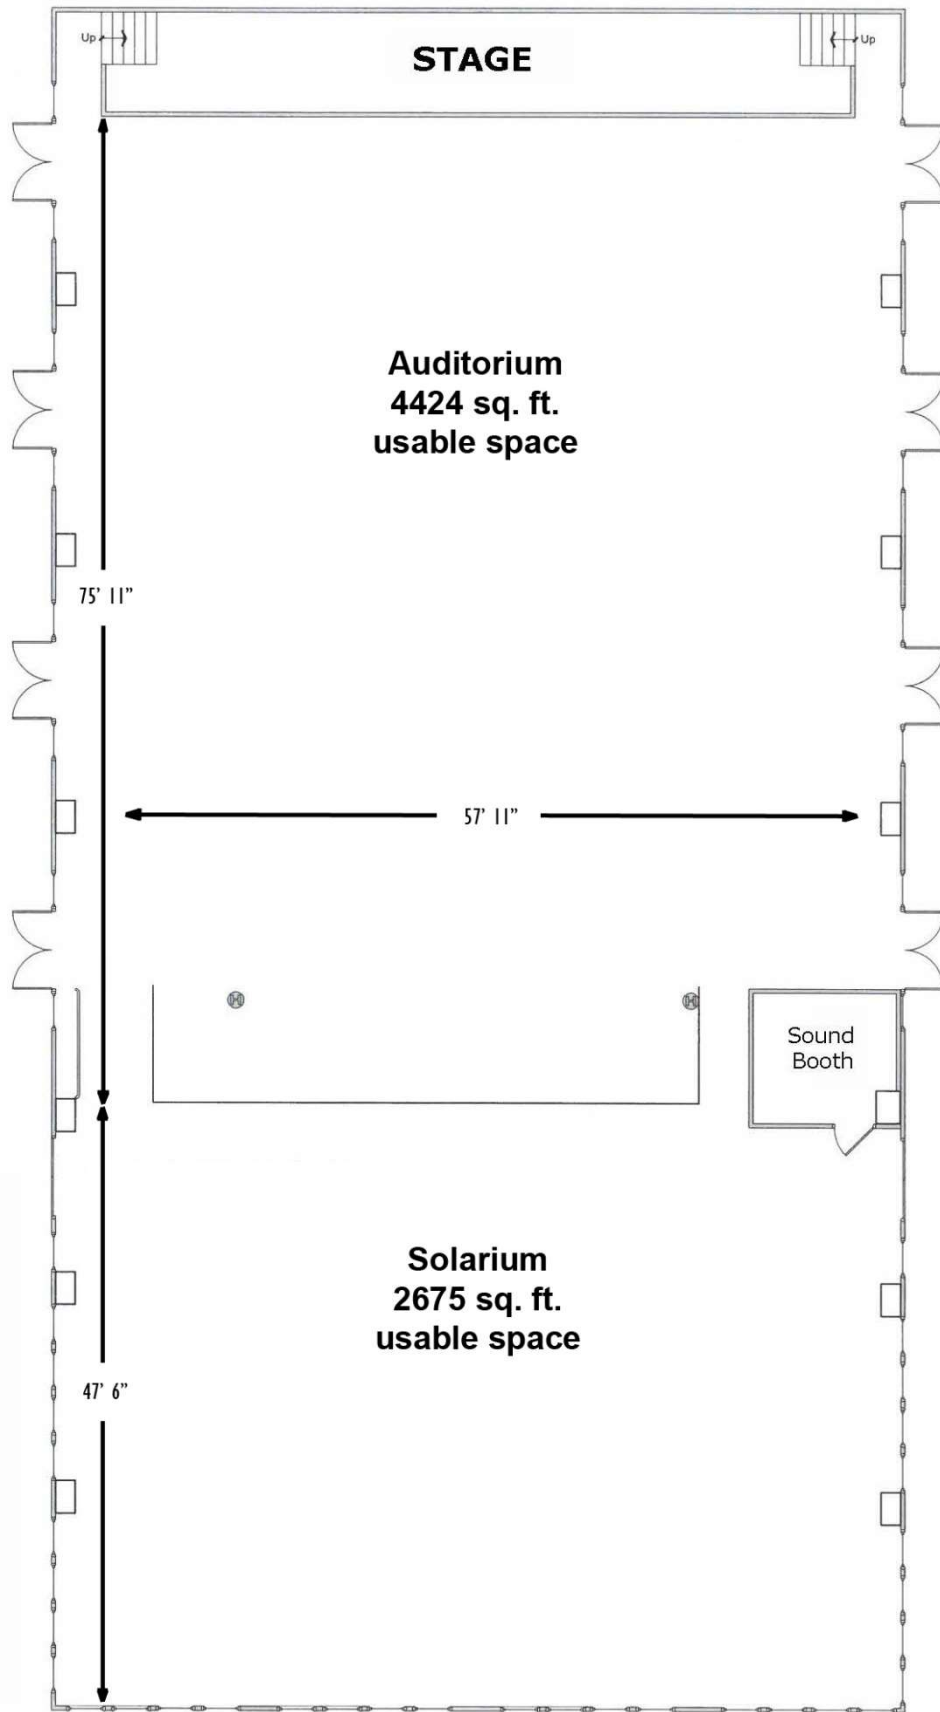 Up
STAGE
Up
Auditorium
4424 sq. ft.
usable space
75' 11"
57' 11"
Sound
Booth
Solarium
2675 sq. ft.
usable space
47' 6"